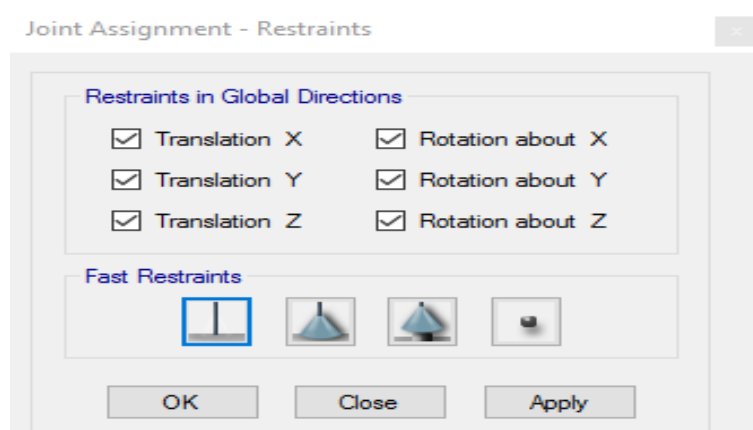 Joint Assignment - Restraints
Restraints in Global Directions
Translation X Rotation about X
Translation Y Rotation about Y
Translation Z Rotation about Z
Fast Restraints
OK Close Apply